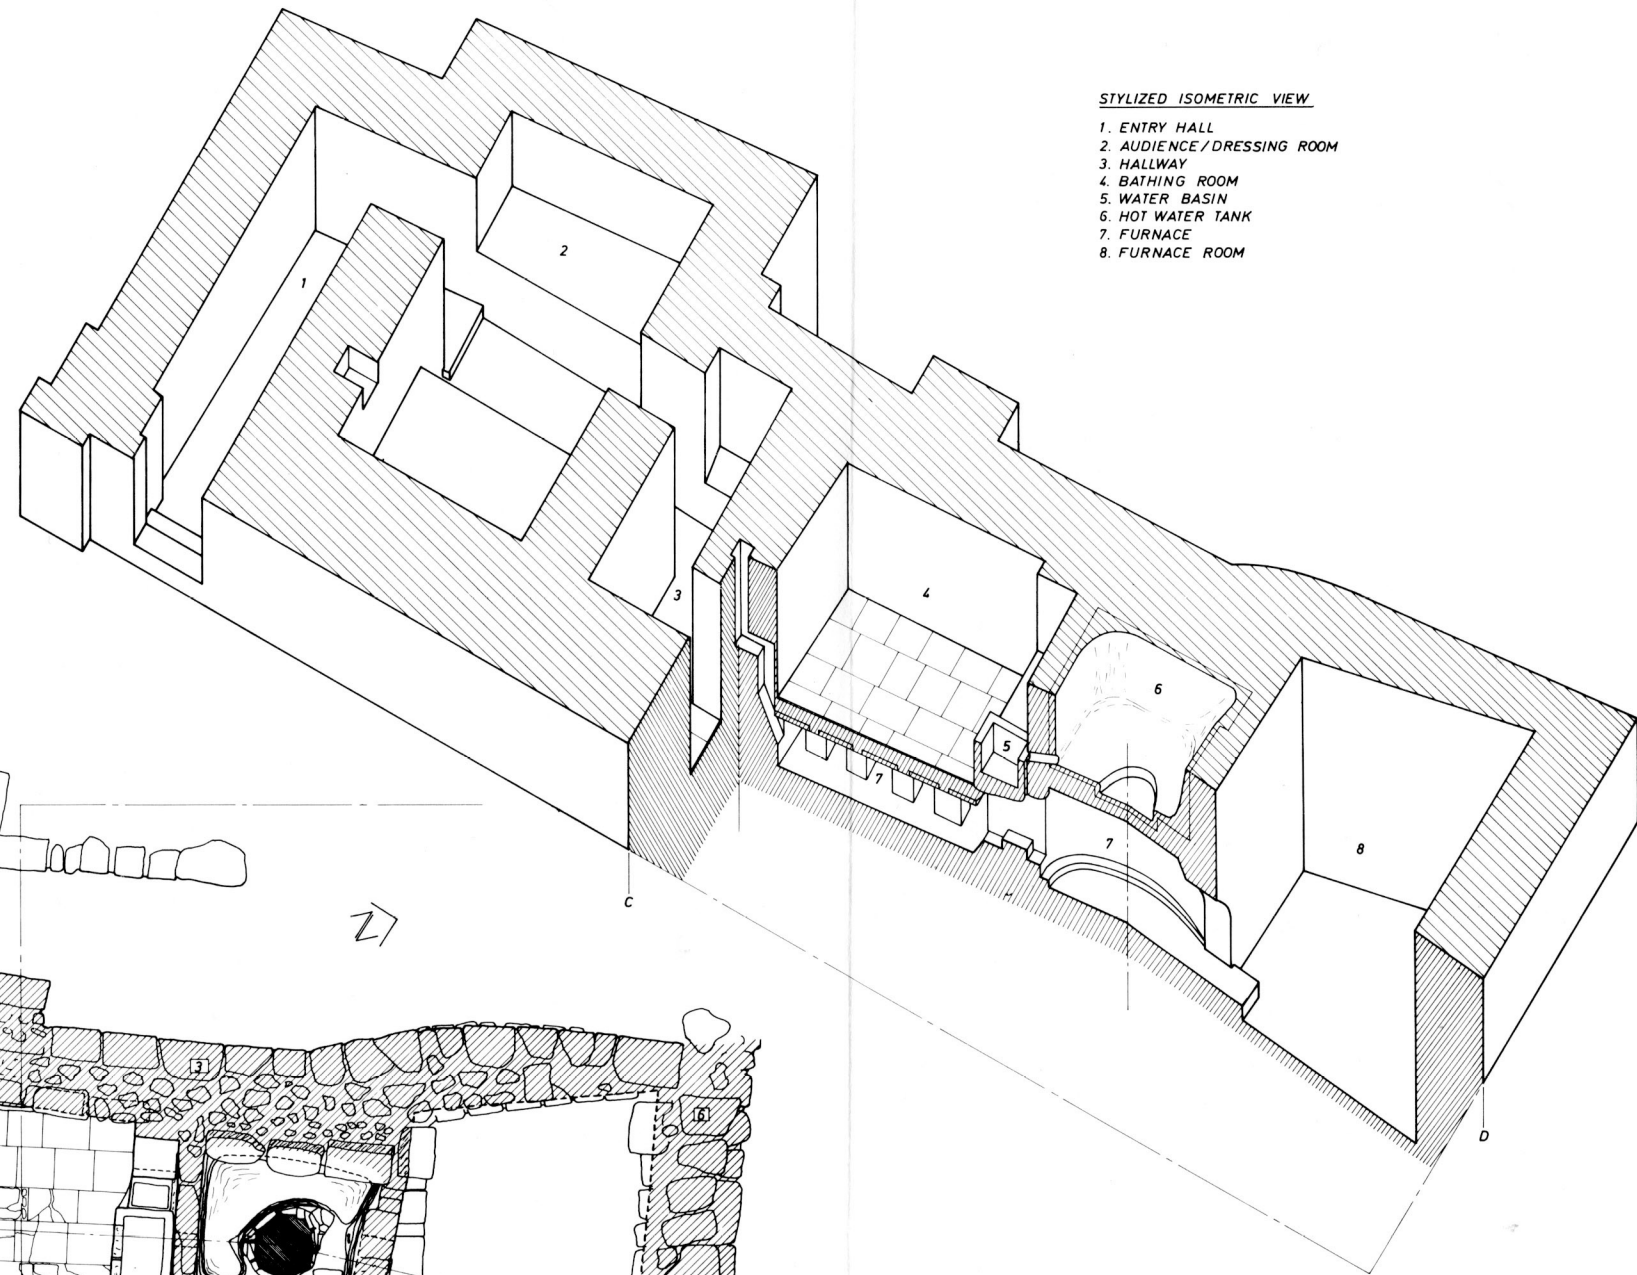 STYLIZED ISOMETRIC VIEW
1. ENTRY HALL
2. AUDIENCE/DRESSING ROOM
3. HALLWAY
4. BATHING ROOM
5. WATER BASIN
6. HOT WATER TANK
7. FURNACE
8. FURNACE ROOM
2
1
3
4
6
5
7
7
8
C
D
3
6